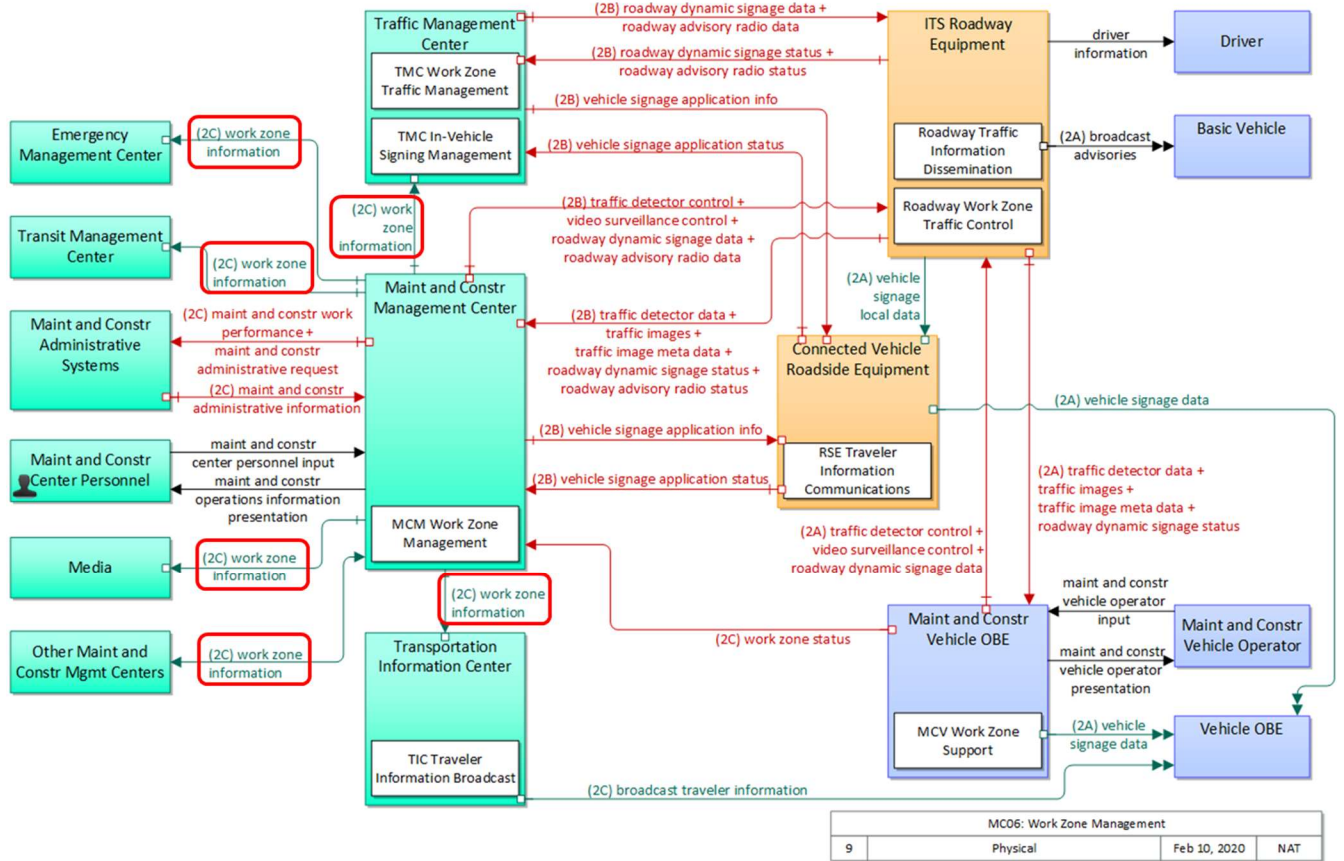 Traffic Management
Center
TMC Work Zone
Traffic Management
TMC In-Vehicle
Signing Management
(2B) roadway dynamic signage data +
roadway advisory radio data
(2B) roadway dynamic signage status +
roadway advisory radio status
(2B) vehicle signage application info
(2B) vehicle signage application status
ITS Roadway
Equipment
Roadway Traffic
Information
Dissemination
Roadway Work Zone
Traffic Control
driver
information
Driver
(2A) broadcast
advisories
Basic Vehicle
Emergency
Management Center
(2C) work zone
information
(2C) work
zone
information
Transit Management
Center
(2C) work zone
information
(2B) traffic detector control +
video surveillance control +
roadway dynamic signage data +
roadway advisory radio data
Maint and Constr
Management Center
MCM Work Zone
Management
(2B) traffic detector data +
traffic images +
traffic image meta data +
roadway dynamic signage status +
roadway advisory radio status
(2A) vehicle
signage
local data
Maint and Constr
Administrative
Systems
(2C) maint and constr work
performance +
maint and constr
administrative request
(2C) maint and constr
administrative information
Connected Vehicle
Roadside Equipment
RSE Traveler
Information
Communications
(2A) vehicle signage data
(2B) vehicle signage application info
(2B) vehicle signage application status
Maint and Constr
Center Personnel
maint and constr
center personnel input
maint and constr
operations information
presentation
(2A) traffic detector data +
traffic images +
traffic image meta data +
roadway dynamic signage status
(2A) traffic detector control +
video surveillance control +
roadway dynamic signage data
Media
(2C) work zone
information
(2C) work zone
information
Other Maint and
Constr Mgmt Centers
(2C) work zone
information
(2C) work zone status
Transportation
Information Center
TIC Traveler
Information Broadcast
Maint and Constr
Vehicle OBE
MCV Work Zone
Support
maint and constr
vehicle operator
input
maint and constr
vehicle operator
presentation
Maint and Constr
Vehicle Operator
(2A) vehicle
signage data
Vehicle OBE
(2C) broadcast traveler information
MC06: Work Zone Management
9 Physical Feb 10, 2020 NAT